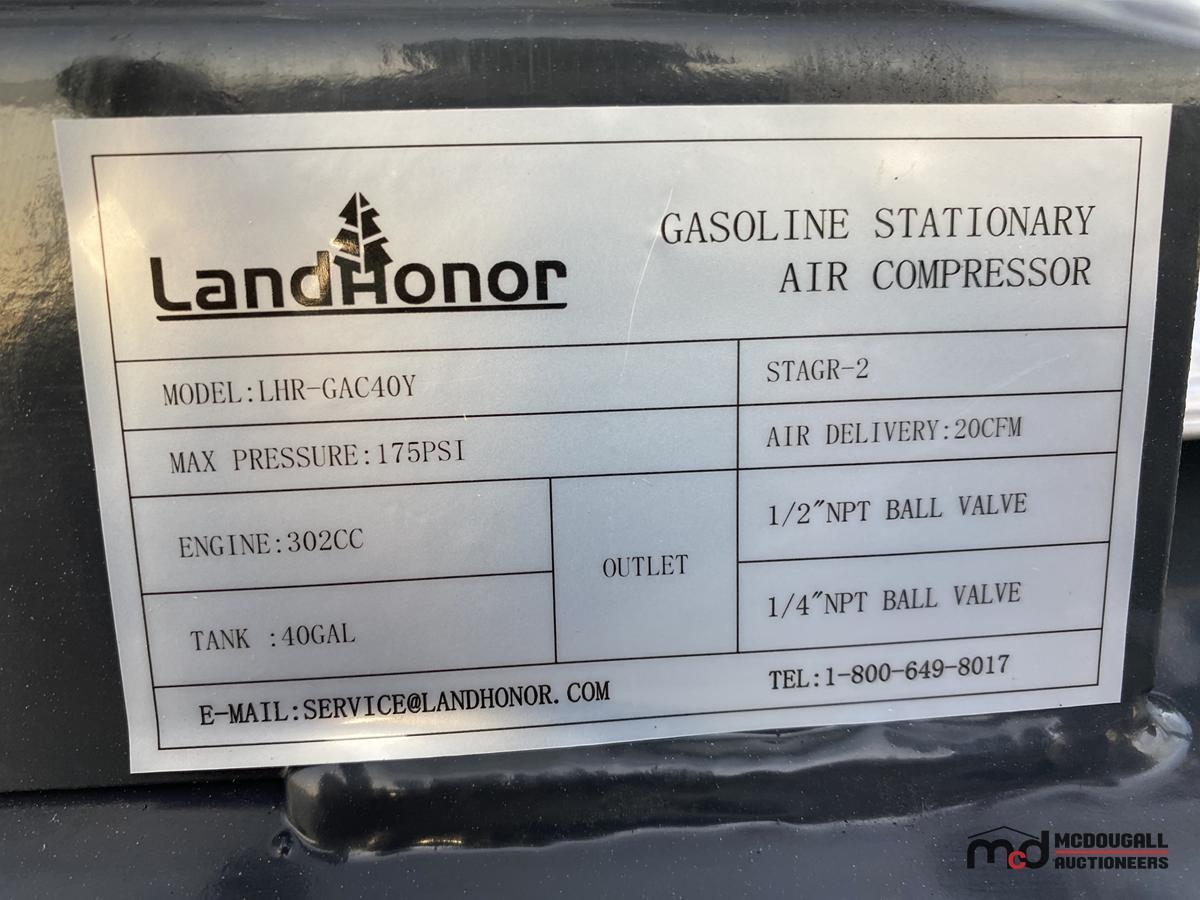 LandHonor
GASOLINE STATIONARY
AIR COMPRESSOR
MODEL:LHR-GAC40Y
STAGR-2
MAX PRESSURE:175PSI
AIR DELIVERY:20CFM
ENGINE:302CC
OUTLET
1/2"NPT BALL VALVE
TANK :40GAL
1/4"NPT BALL VALVE
E-MAIL:SERVICE@LANDHONOR.COM
TEL:1-800-649-8017
mcd MCDOUGALL
AUCTIONEERS